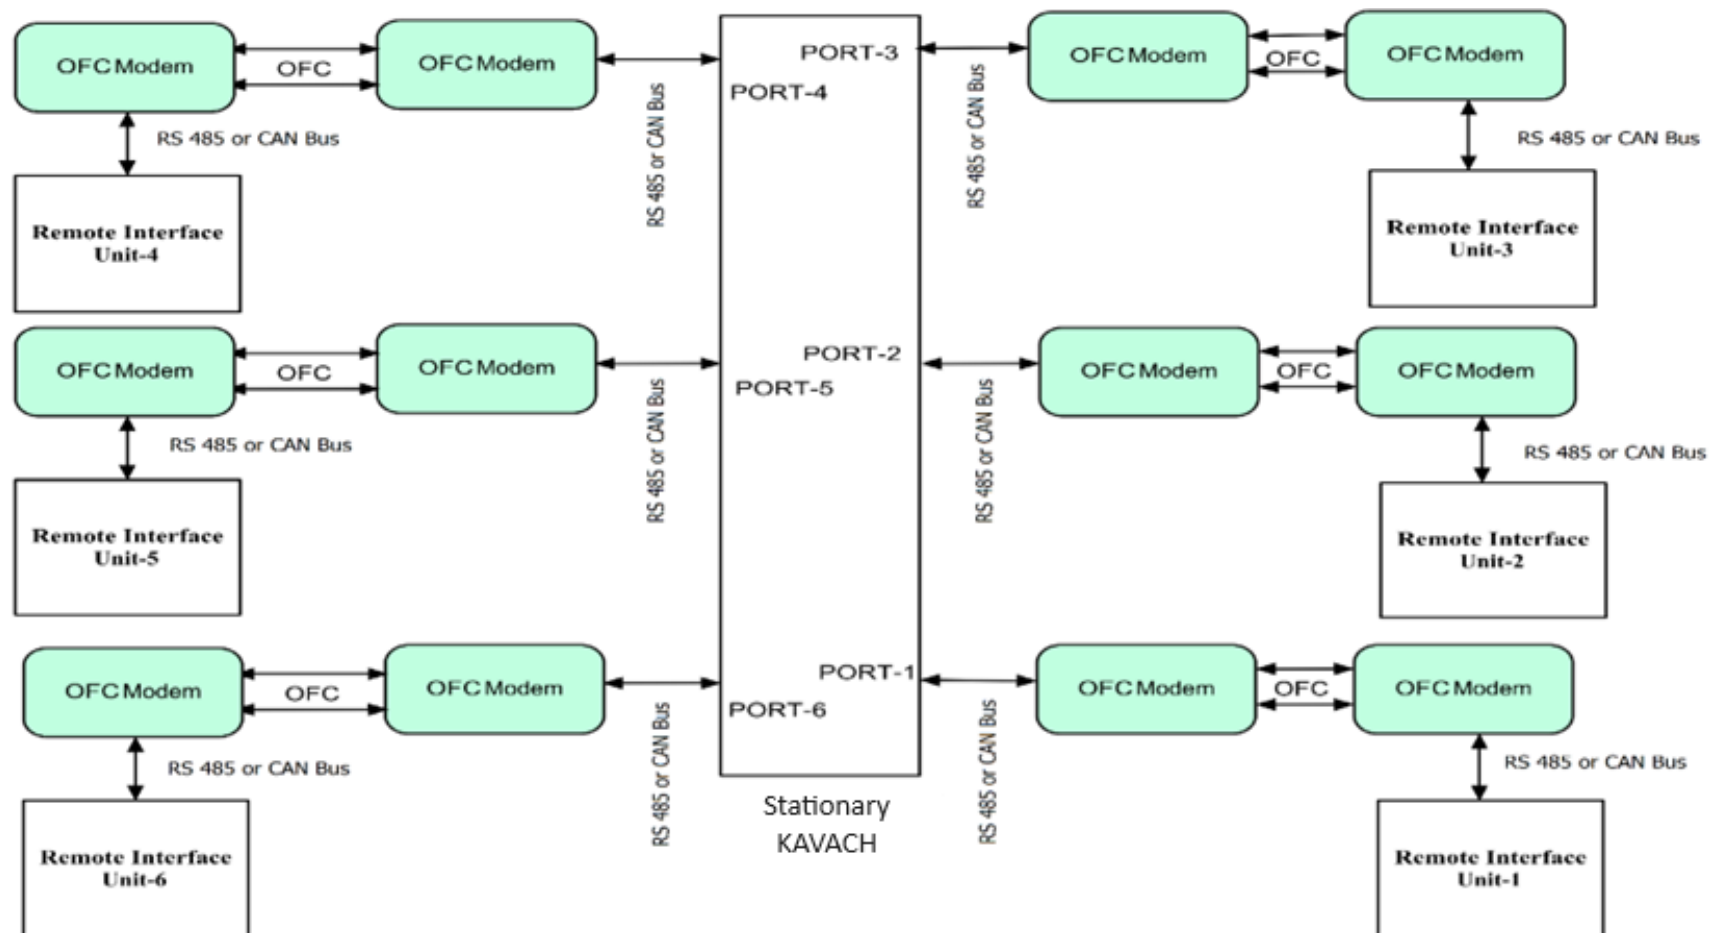 OFC Modem
OFC
OFC Modem
PORT-3
PORT-4
OFC Modem
OFC
OFC Modem
RS 485 or CAN Bus
RS 485 or CAN Bus
RS 485 or CAN Bus
RS 485 or CAN Bus
Remote Interface
Unit-4
Remote Interface
Unit-3
OFC Modem
OFC
OFC Modem
PORT-2
PORT-5
OFC Modem
OFC
OFC Modem
RS 485 or CAN Bus
RS 485 or CAN Bus
RS 485 or CAN Bus
RS 485 or CAN Bus
Remote Interface
Unit-5
Remote Interface
Unit-2
OFC Modem
OFC
OFC Modem
PORT-1
PORT-6
OFC Modem
OFC
OFC Modem
RS 485 or CAN Bus
RS 485 or CAN Bus
RS 485 or CAN Bus
RS 485 or CAN Bus
Stationary
KAVACH
Remote Interface
Unit-6
Remote Interface
Unit-1